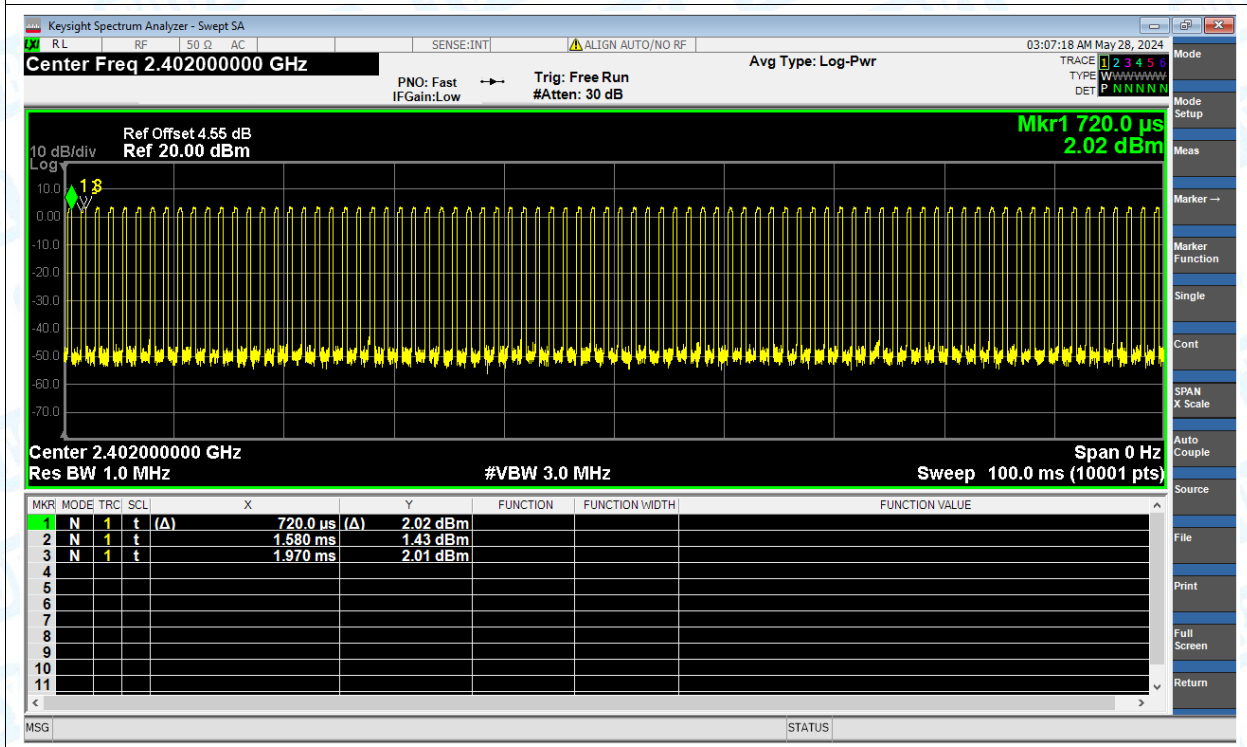 Keysight Spectrum Analyzer - Swept SA
LXI RL RF 50 Ω AC SENSE:INT ALIGN AUTO/NO RF 03:07:18 AM May 28, 2024
Center Freq 2.402000000 GHz
PNO: Fast
IFGain:Low
Trig: Free Run
#Atten: 30 dB
Avg Type: Log-Pwr
TRACE 1 2 3 4 5 6
TYPE WWWWWW
DET P N N N N N
Mkr1 720.0 µs
2.02 dBm
Ref Offset 4.55 dB
10 dB/div Ref 20.00 dBm
Log
10.0
0.00
-10.0
-20.0
-30.0
-40.0
-50.0
-60.0
-70.0
1 2 3
Center 2.402000000 GHz Span 0 Hz
Res BW 1.0 MHz #VBW 3.0 MHz Sweep 100.0 ms (10001 pts)
MKR MODE TRC SCL X Y FUNCTION FUNCTION WIDTH FUNCTION VALUE
1 N 1 t (Δ) 720.0 µs (Δ) 2.02 dBm
2 N 1 t 1.580 ms 1.43 dBm
3 N 1 t 1.970 ms 2.01 dBm
4
5
6
7
8
9
10
11
MSG STATUS
Mode
Mode
Setup
Meas
Marker →
Marker
Function
Single
Cont
SPAN
X Scale
Auto
Couple
Source
File
Print
Full
Screen
Return